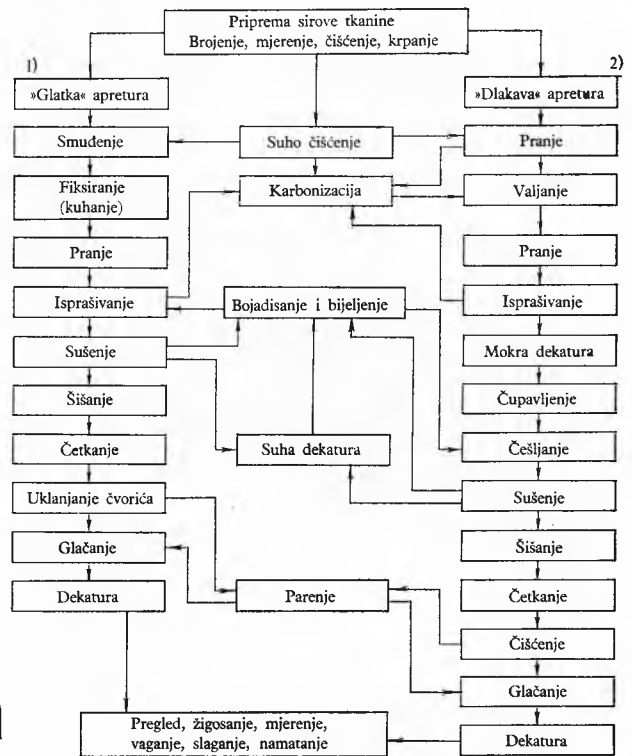 Priprema sirove tkanine
Brojenje, mjerenje, čišćenje, krpanje
1)
2)
»Glatka« apretura
»Dlakava« apretura
Smuđenje
Suho čišćenje
Pranje
Fiksiranje
(kuhanje)
Karbonizacija
Valjanje
Pranje
Pranje
Isprašivanje
Bojadisanje i bijeljenje
Isprašivanje
Sušenje
Mokra dekatura
Šišanje
Čupavljenje
Četkanje
Suha dekatura
Češljanje
Uklanjanje čvorića
Sušenje
Glačanje
Šišanje
Dekatura
Parenje
Četkanje
Čišćenje
Glačanje
Pregled, žigosanje, mjerenje,
vaganje, slaganje, namatanje
Dekatura